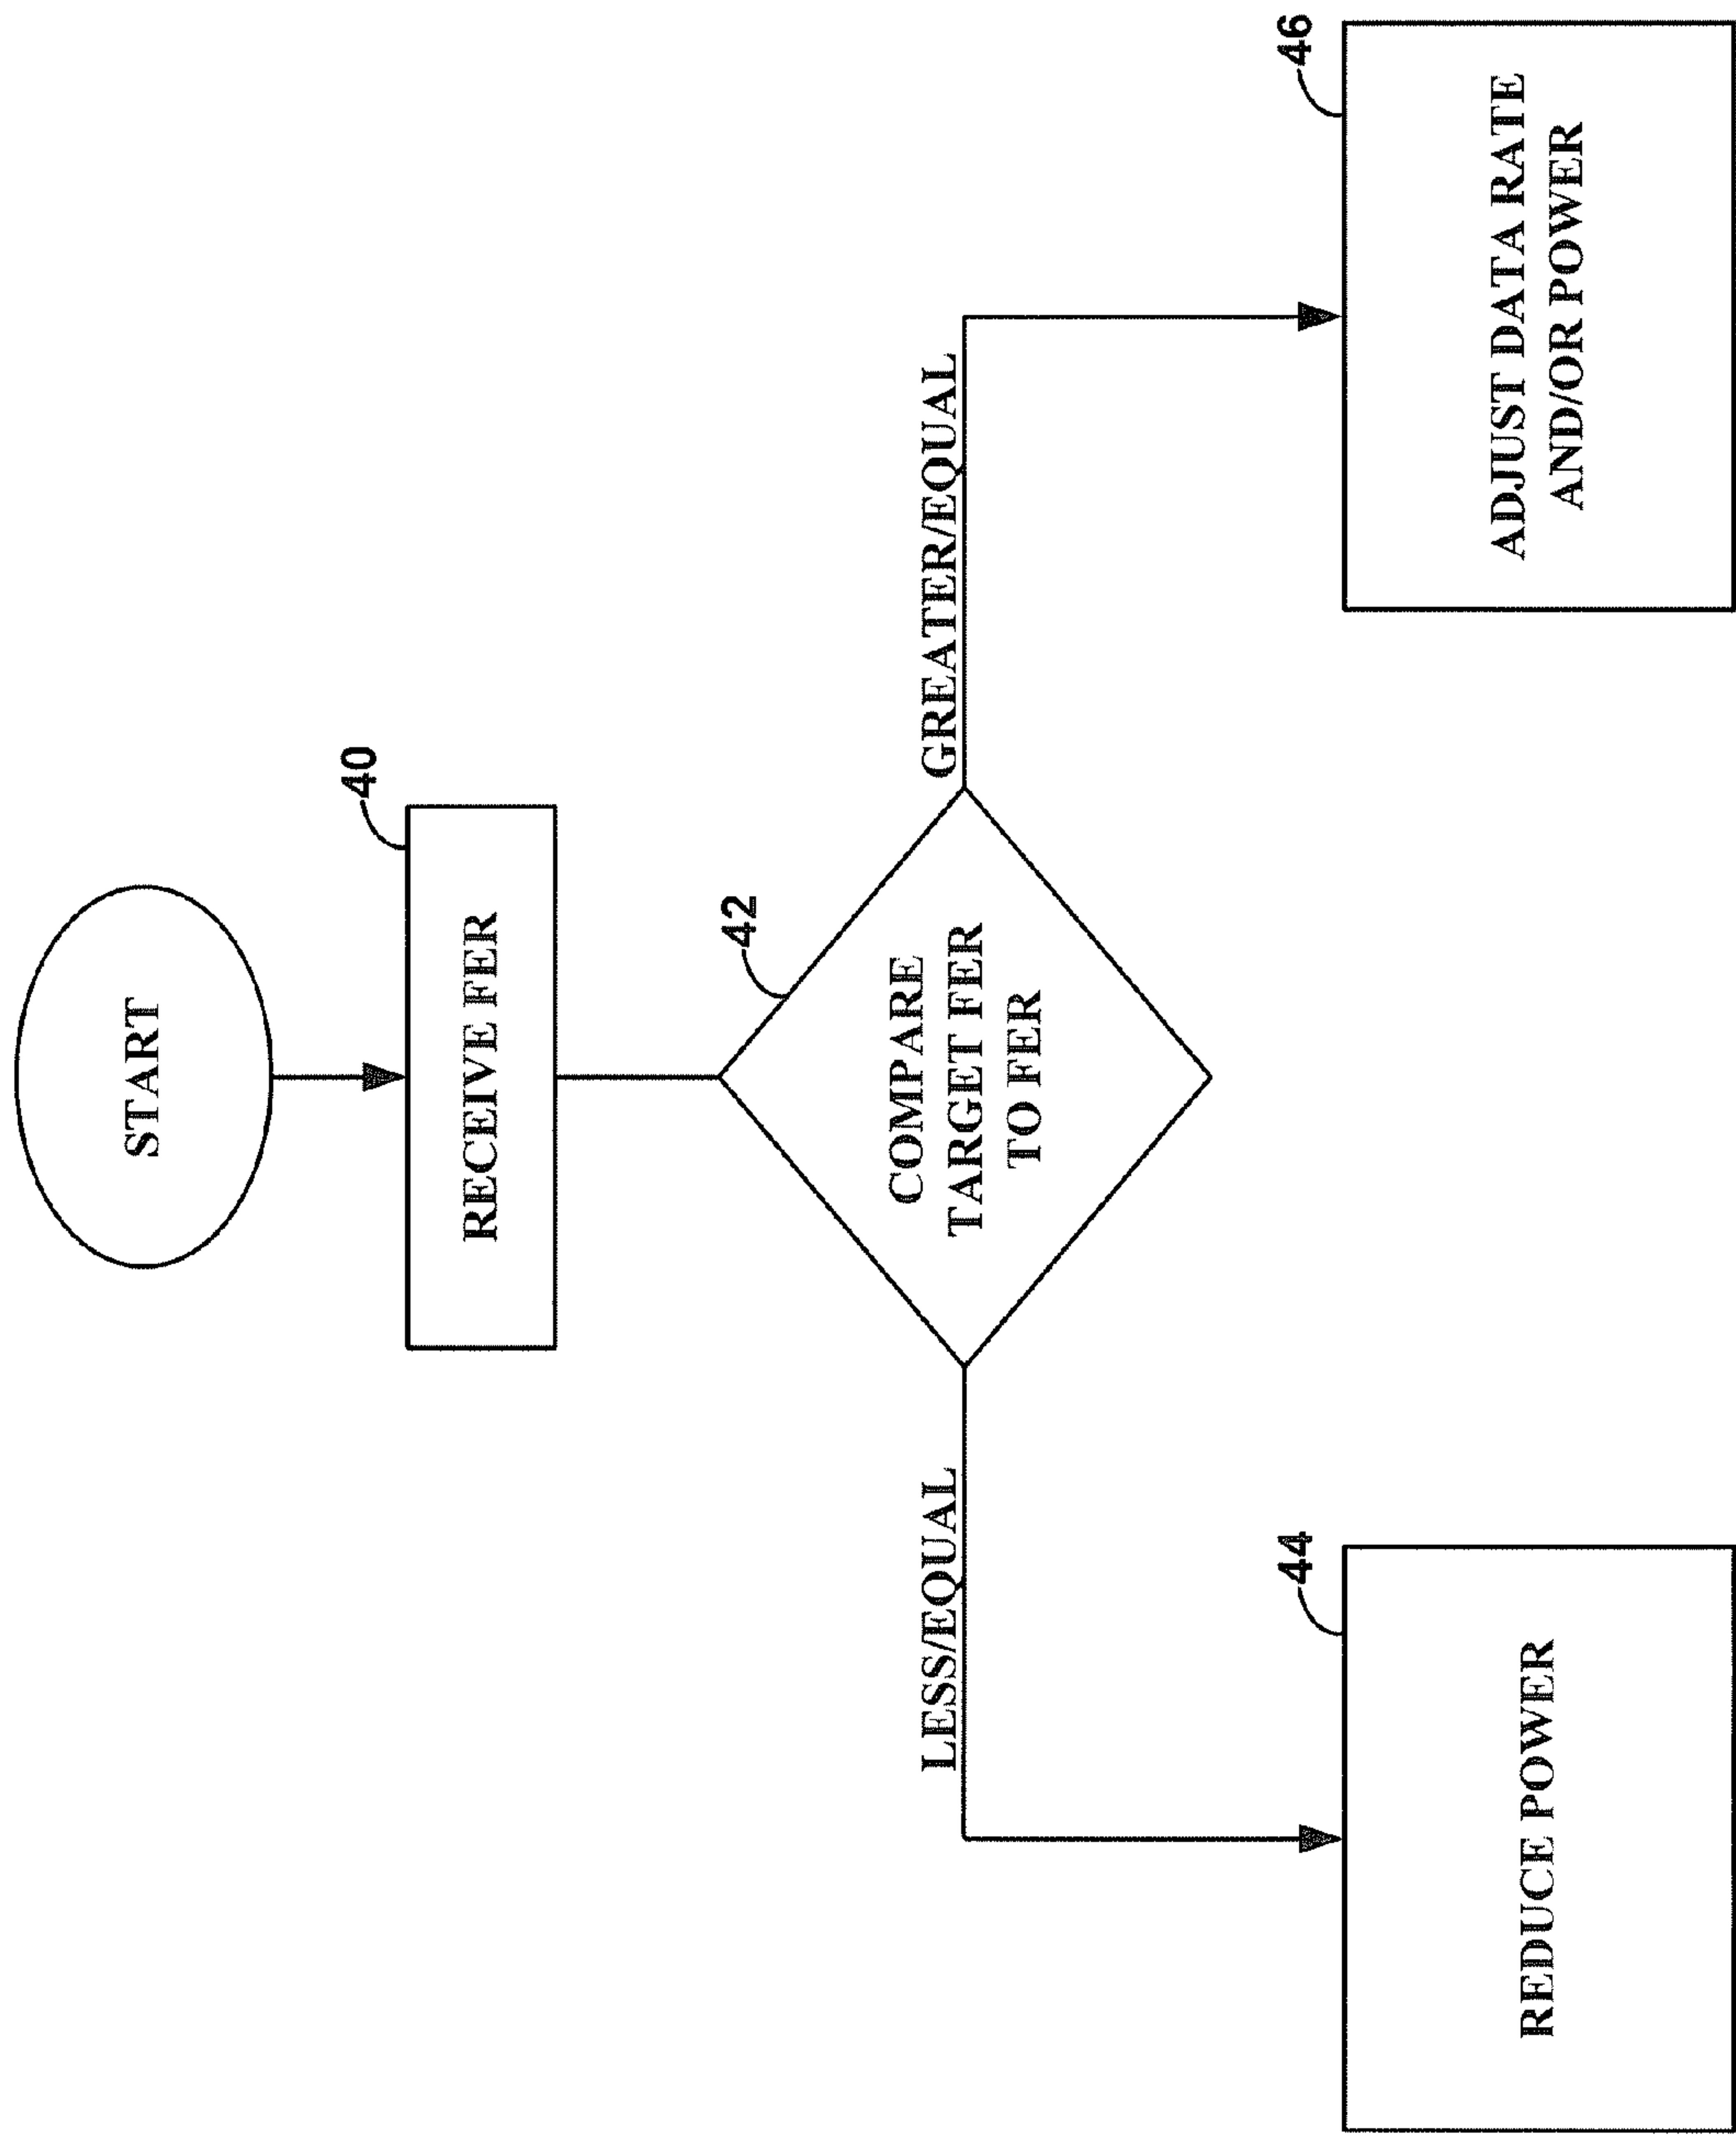 START
40
RECEIVE FER
42
COMPARE
TARGET FER
TO FER
LESS/EQUAL
GREATER/EQUAL
44
REDUCE POWER
46
ADJUST DATA RATE
AND/OR POWER